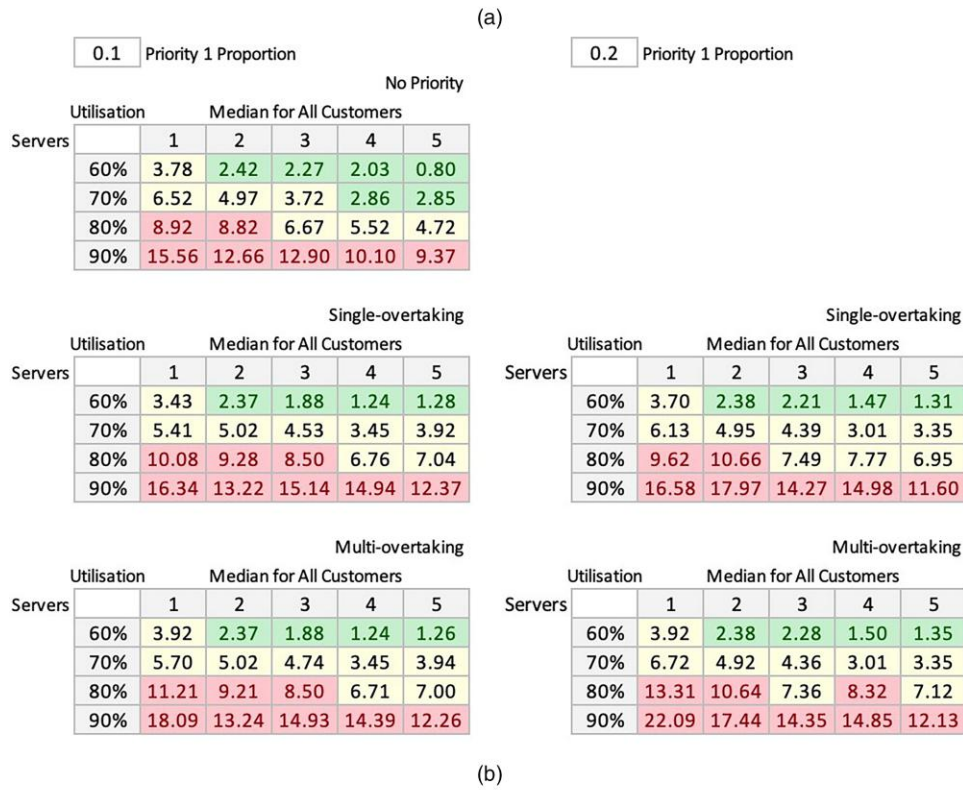 (a)
0.1 Priority 1 Proportion 0.2 Priority 1 Proportion
No Priority
Utilisation Median for All Customers
Servers 1 2 3 4 5
60% 3.78 2.42 2.27 2.03 0.80
70% 6.52 4.97 3.72 2.86 2.85
80% 8.92 8.82 6.67 5.52 4.72
90% 15.56 12.66 12.90 10.10 9.37
Single-overtaking Single-overtaking
Utilisation Median for All Customers Utilisation Median for All Customers
Servers 1 2 3 4 5 Servers 1 2 3 4 5
60% 3.43 2.37 1.88 1.24 1.28 60% 3.70 2.38 2.21 1.47 1.31
70% 5.41 5.02 4.53 3.45 3.92 70% 6.13 4.95 4.39 3.01 3.35
80% 10.08 9.28 8.50 6.76 7.04 80% 9.62 10.66 7.49 7.77 6.95
90% 16.34 13.22 15.14 14.94 12.37 90% 16.58 17.97 14.27 14.98 11.60
Multi-overtaking Multi-overtaking
Utilisation Median for All Customers Utilisation Median for All Customers
Servers 1 2 3 4 5 Servers 1 2 3 4 5
60% 3.92 2.37 1.88 1.24 1.26 60% 3.92 2.38 2.28 1.50 1.35
70% 5.70 5.02 4.74 3.45 3.94 70% 6.72 4.92 4.36 3.01 3.35
80% 11.21 9.21 8.50 6.71 7.00 80% 13.31 10.64 7.36 8.32 7.12
90% 18.09 13.24 14.93 14.39 12.26 90% 22.09 17.44 14.35 14.85 12.13
(b)